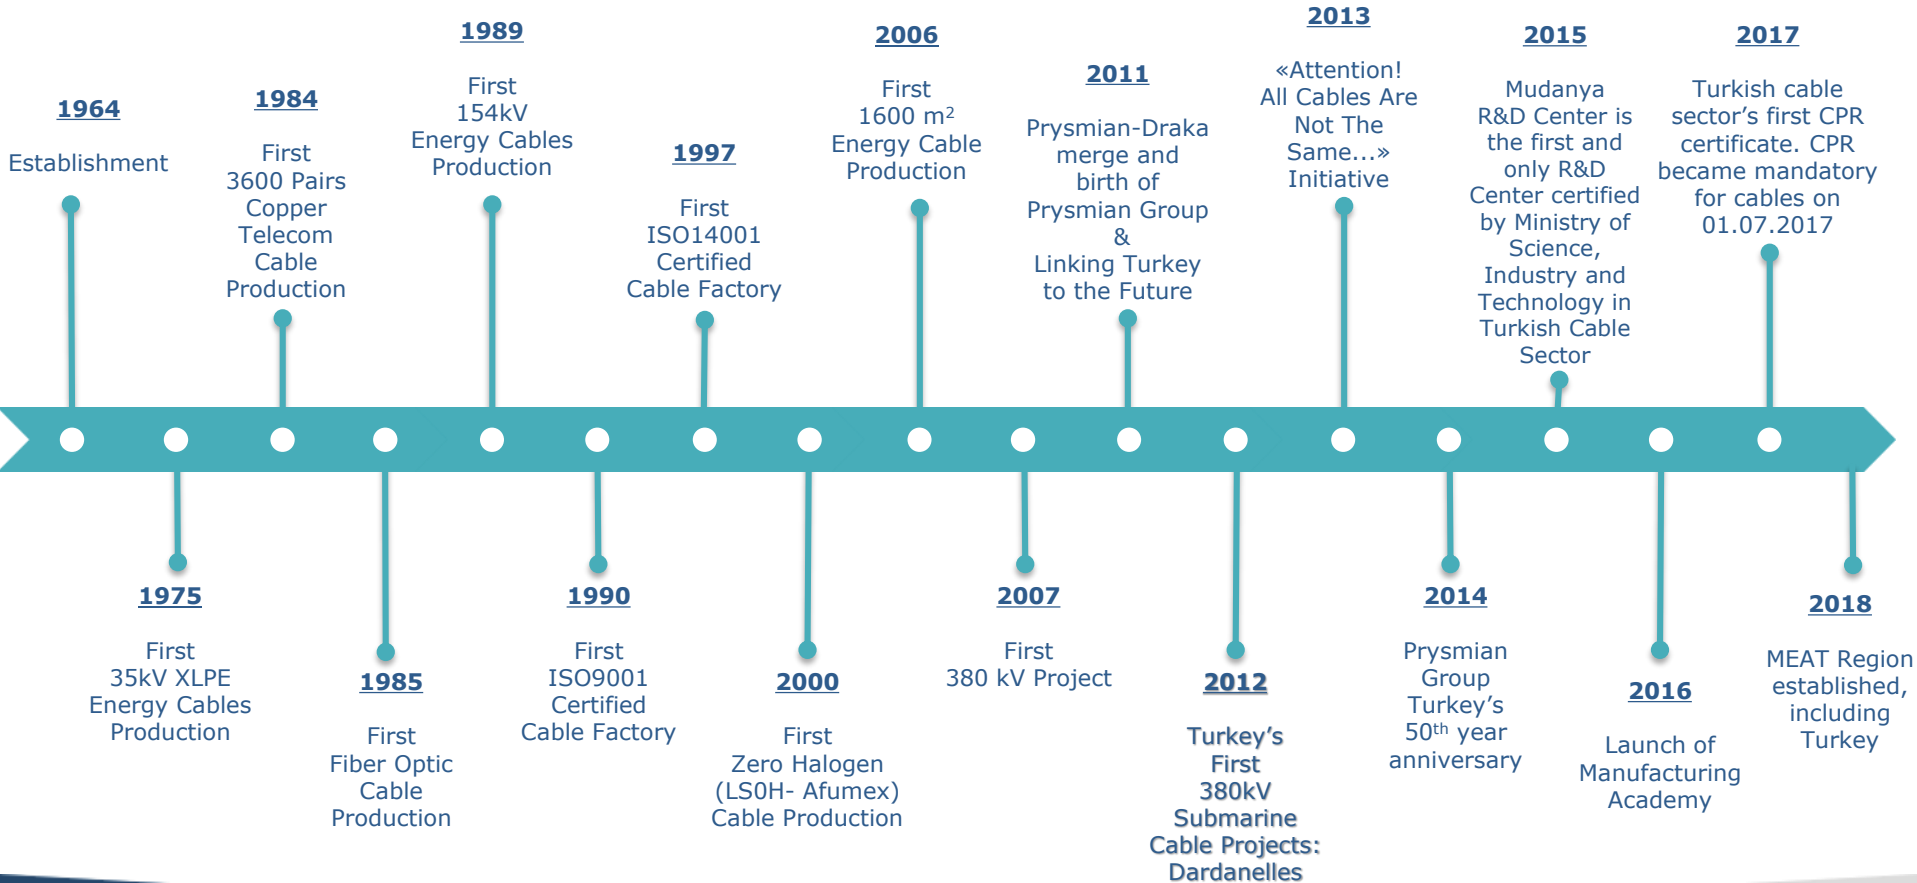 1964
Establishment
1975
First
35kV XLPE
Energy Cables
Production
1984
First
3600 Pairs
Copper
Telecom
Cable
Production
1985
First
Fiber Optic
Cable
Production
1989
First
154kV
Energy Cables
Production
1990
First
ISO9001
Certified
Cable Factory
1997
First
ISO14001
Certified
Cable Factory
2000
First
Zero Halogen
(LS0H- Afumex)
Cable Production
2006
First
1600 m²
Energy Cable
Production
2007
First
380 kV Project
2011
Prysmian-Draka
merge and
birth of
Prysmian Group
&
Linking Turkey
to the Future
2012
Turkey’s
First
380kV
Submarine
Cable Projects:
Dardanelles
2013
«Attention!
All Cables Are
Not The
Same...»
Initiative
2014
Prysmian
Group
Turkey’s
50th year
anniversary
2015
Mudanya
R&D Center is
the first and
only R&D
Center certified
by Ministry of
Science,
Industry and
Technology in
Turkish Cable
Sector
2016
Launch of
Manufacturing
Academy
2017
Turkish cable
sector’s first CPR
certificate. CPR
became mandatory
for cables on
01.07.2017
2018
MEAT Region
established,
including
Turkey